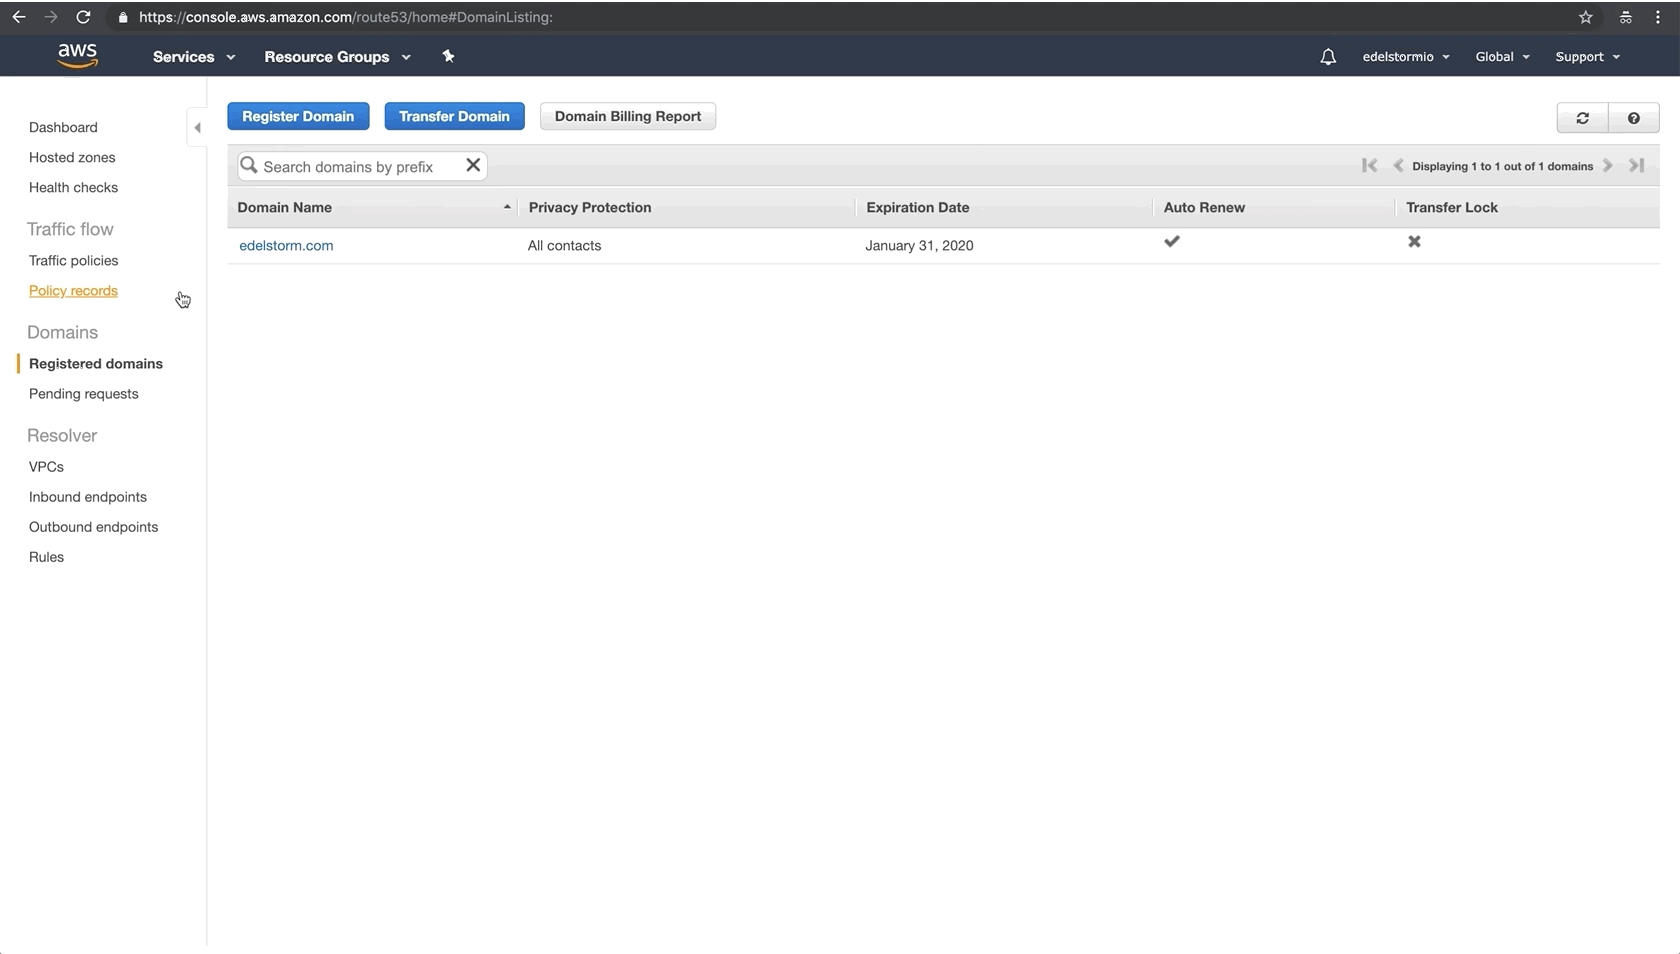 https://console.aws.amazon.com/route53/home#DomainListing:
aws Services Resource Groups edelstormio Global Support
Dashboard
Hosted zones
Health checks
Traffic flow
Traffic policies
Policy records
Domains
Registered domains
Pending requests
Resolver
VPCs
Inbound endpoints
Outbound endpoints
Rules
Register Domain Transfer Domain Domain Billing Report
Search domains by prefix Displaying 1 to 1 out of 1 domains
Domain Name Privacy Protection Expiration Date Auto Renew Transfer Lock
edelstorm.com All contacts January 31, 2020